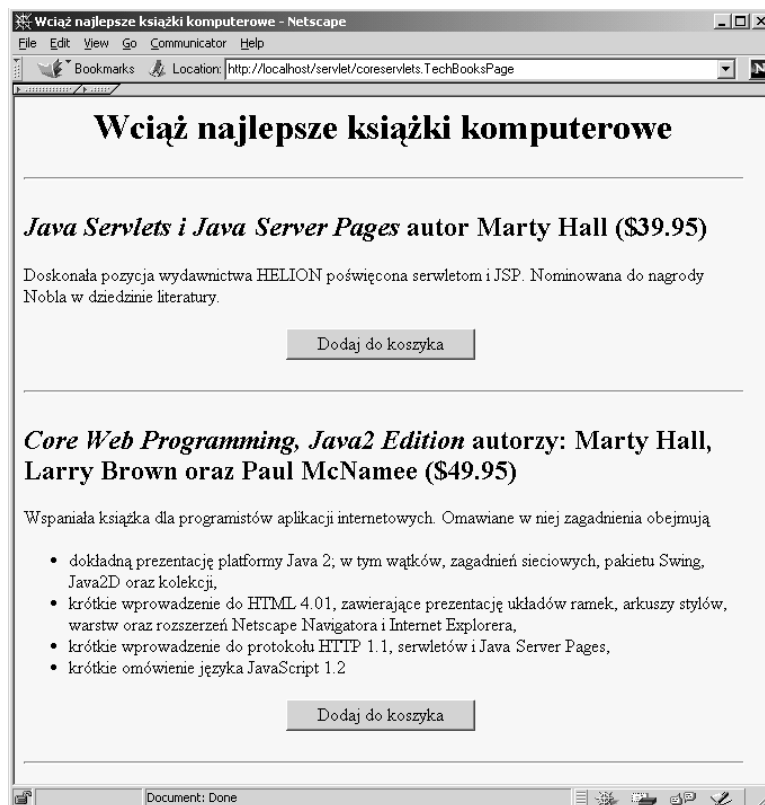 Wciąż najlepsze książki komputerowe - Netscape
File Edit View Go Communicator Help
Bookmarks Location: http://localhost/servlet/coreservlets.TechBooksPage N
Wciąż najlepsze książki komputerowe
Java Servlets i Java Server Pages autor Marty Hall ($39.95)
Doskonała pozycja wydawnictwa HELION poświęcona serwletom i JSP. Nominowana do nagrody
Nobla w dziedzinie literatury.
Dodaj do koszyka
Core Web Programming, Java2 Edition autorzy: Marty Hall,
Larry Brown oraz Paul McNamee ($49.95)
Wspaniała książka dla programistów aplikacji internetowych. Omawiane w niej zagadnienia obejmują
• dokładną prezentację platformy Java 2; w tym wątków, zagadnień sieciowych, pakietu Swing,
Java2D oraz kolekcji,
• krótkie wprowadzenie do HTML 4.01, zawierające prezentację układów ramek, arkuszy stylów,
warstw oraz rozszerzeń Netscape Navigatora i Internet Explorera,
• krótkie wprowadzenie do protokołu HTTP 1.1, serwletów i Java Server Pages,
• krótkie omówienie języka JavaScript 1.2
Dodaj do koszyka
Document: Done